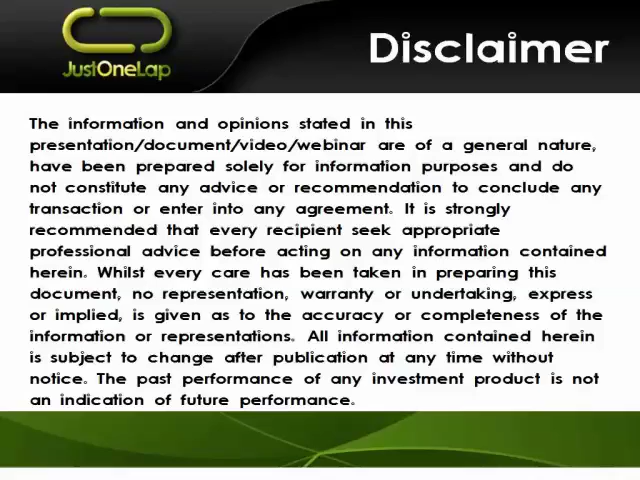 JustOneLap
Disclaimer
The information and opinions stated in this
presentation/document/video/webinar are of a general nature,
have been prepared solely for information purposes and do
not constitute any advice or recommendation to conclude any
transaction or enter into any agreement. It is strongly
recommended that every recipient seek appropriate
professional advice before acting on any information contained
herein. Whilst every care has been taken in preparing this
document, no representation, warranty or undertaking, express
or implied, is given as to the accuracy or completeness of the
information or representations. All information contained herein
is subject to change after publication at any time without
notice. The past performance of any investment product is not
an indication of future performance.